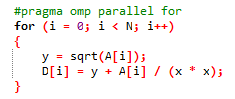 #pragma omp parallel for
for (i = 0; i < N; i++)
{
    y = sqrt(A[i]);
    D[i] = y + A[i] / (x * x);
}